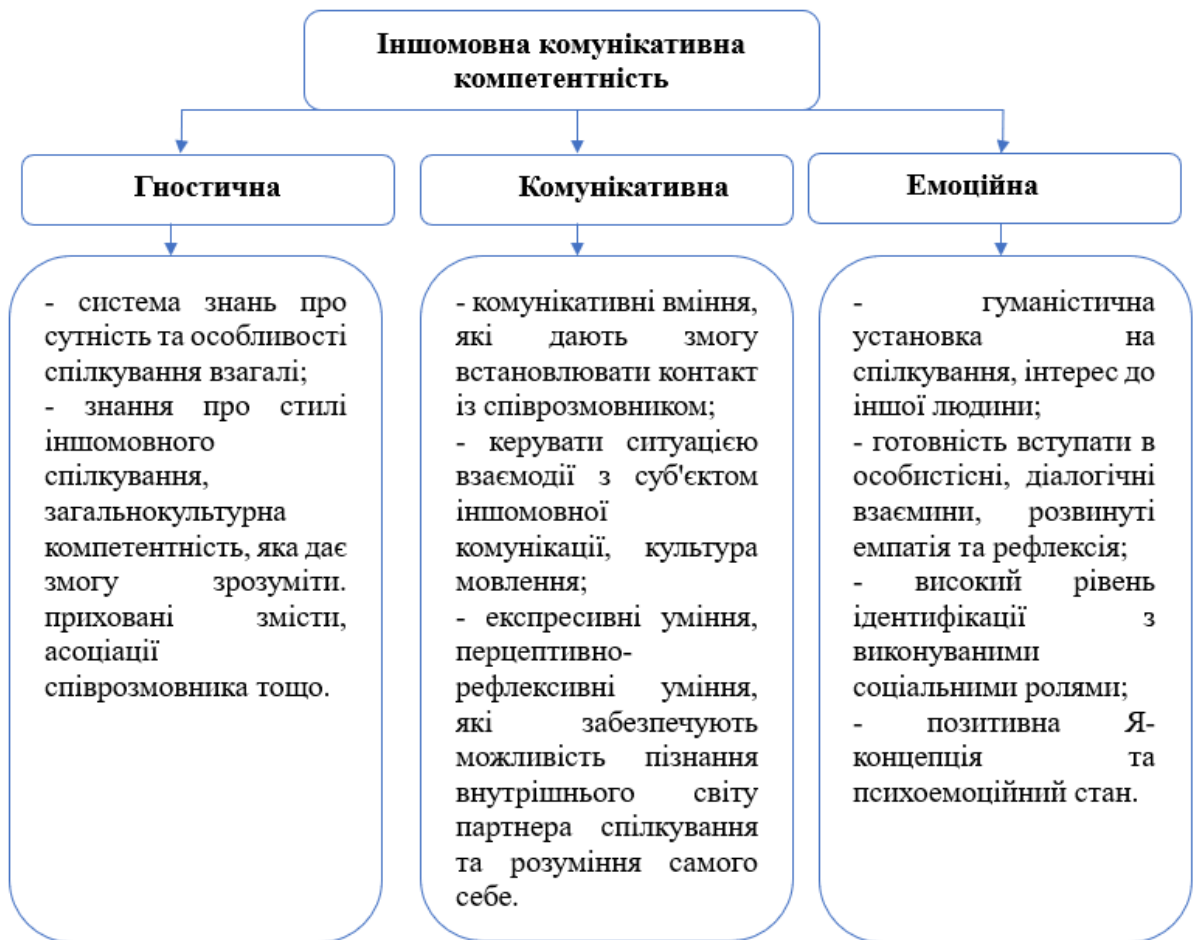 Іншомовна комунікативна
компетентність
Гностична
Комунікативна
Емоційна
- система знань про
сутність та особливості
спілкування взагалі;
- знання про стилі
іншомовного
спілкування,
загальнокультурна
компетентність, яка дає
змогу зрозуміти.
приховані змісти,
асоціації
співрозмовника тощо.
- комунікативні вміння,
які дають змогу
встановлювати контакт
із співрозмовником;
- керувати ситуацією
взаємодії з суб'єктом
іншомовної
комунікації, культура
мовлення;
- експресивні уміння,
перцептивно-
рефлексивні уміння,
які забезпечують
можливість пізнання
внутрішнього світу
партнера спілкування
та розуміння самого
себе.
- гуманістична
установка на
спілкування, інтерес до
іншої людини;
- готовність вступати в
особистісні, діалогічні
взаємини, розвинуті
емпатія та рефлексія;
- високий рівень
ідентифікації з
виконуваними
соціальними ролями;
- позитивна Я-
концепція та
психоемоційний стан.